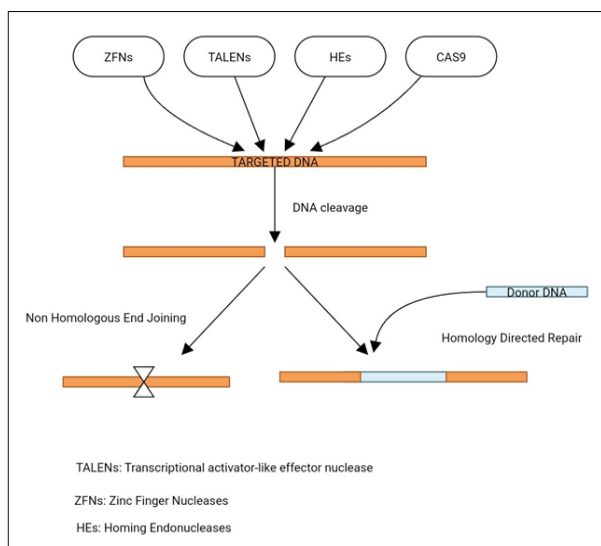 ZFNs
TALENs
HEs
CAS9
TARGETED DNA
DNA cleavage
Donor DNA
Non Homologous End Joining
Homology Directed Repair
TALENs: Transcriptional activator-like effector nuclease
ZFNs: Zinc Finger Nucleases
HEs: Homing Endonucleases